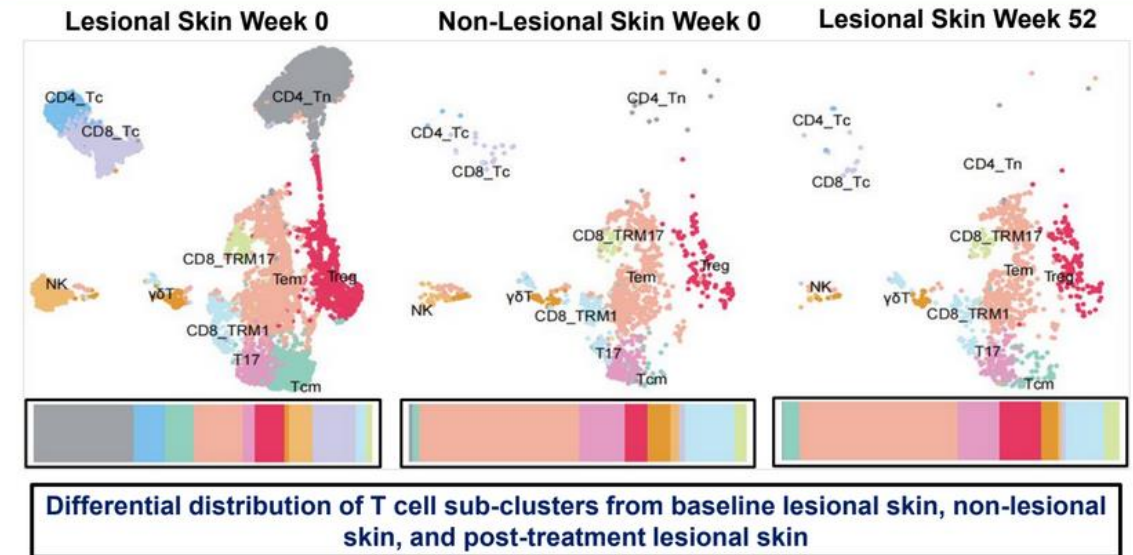 Lesional Skin Week 0
Non-Lesional Skin Week 0
Lesional Skin Week 52
CD4_Tc
CD8_Tc
CD4_Tn
CD8_TRM17
NK
γδT
Tem
Treg
CD8_TRM1
T17
Tcm
CD4_Tn
CD4_Tc
CD8_Tc
CD8_TRM17
Treg
Tem
γδT
NK
CD8_TRM1
T17
Tcm
CD4_Tc
CD4_Tn
CD8_Tc
CD8_TRM17
Tem
Treg
NK
γδT
CD8_TRM1
T17
Tcm
Differential distribution of T cell sub-clusters from baseline lesional skin, non-lesional
skin, and post-treatment lesional skin